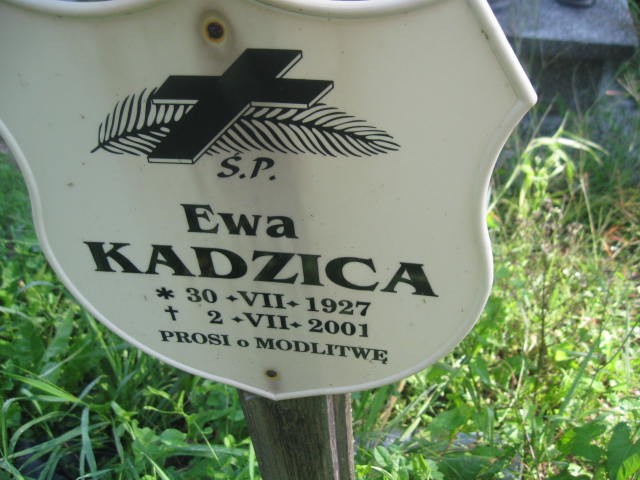 Ś.P.
Ewa
KADZICA
* 30 •VII• 1927
† 2 •VII• 2001
PROSI o MODLITWĘ